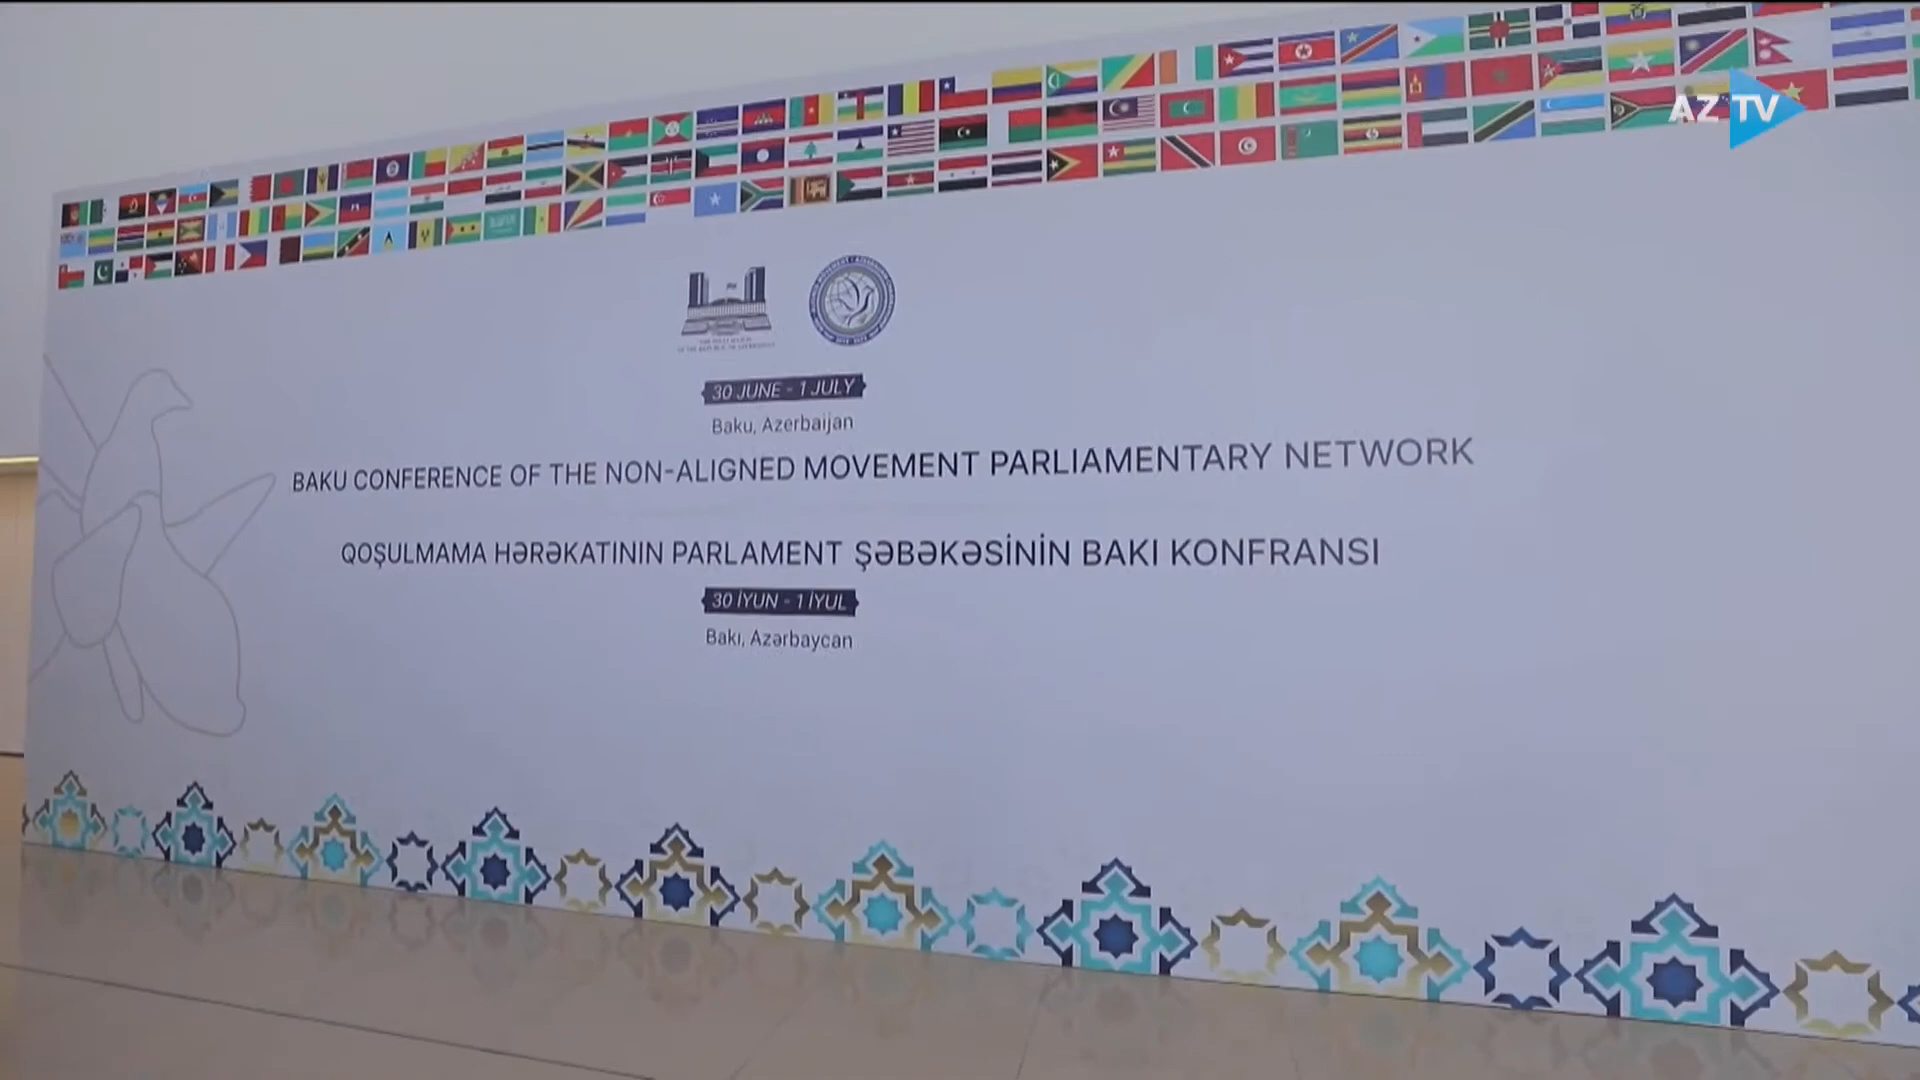 AZ TV
30 JUNE - 1 JULY
Baku, Azerbaijan
BAKU CONFERENCE OF THE NON-ALIGNED MOVEMENT PARLIAMENTARY NETWORK
QOŞULMAMA HƏRƏKATININ PARLAMENT ŞƏBƏKƏSİNİN BAKI KONFRANSI
30 İYUN - 1 İYUL
Bakı, Azərbaycan